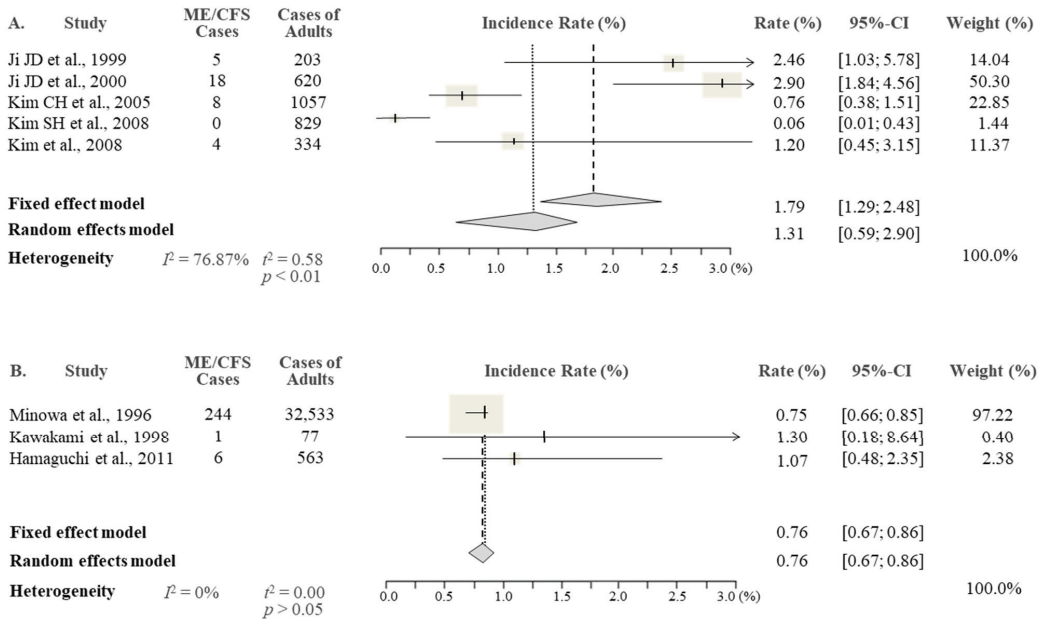 A. Study ME/CFS Cases Cases of Adults Incidence Rate (%) Rate (%) 95%-CI Weight (%)
Ji JD et al., 1999 5 203 2.46 [1.03; 5.78] 14.04
Ji JD et al., 2000 18 620 2.90 [1.84; 4.56] 50.30
Kim CH et al., 2005 8 1057 0.76 [0.38; 1.51] 22.85
Kim SH et al., 2008 0 829 0.06 [0.01; 0.43] 1.44
Kim et al., 2008 4 334 1.20 [0.45; 3.15] 11.37
Fixed effect model 1.79 [1.29; 2.48]
Random effects model 1.31 [0.59; 2.90]
Heterogeneity I² = 76.87% t² = 0.58 100.0%
p < 0.01
0.0 0.5 1.0 1.5 2.0 2.5 3.0 (%)
B. Study ME/CFS Cases Cases of Adults Incidence Rate (%) Rate (%) 95%-CI Weight (%)
Minowa et al., 1996 244 32,533 0.75 [0.66; 0.85] 97.22
Kawakami et al., 1998 1 77 1.30 [0.18; 8.64] 0.40
Hamaguchi et al., 2011 6 563 1.07 [0.48; 2.35] 2.38
Fixed effect model 0.76 [0.67; 0.86]
Random effects model 0.76 [0.67; 0.86]
Heterogeneity I² = 0% t² = 0.00 100.0%
p > 0.05
0.0 0.5 1.0 1.5 2.0 2.5 3.0 (%)